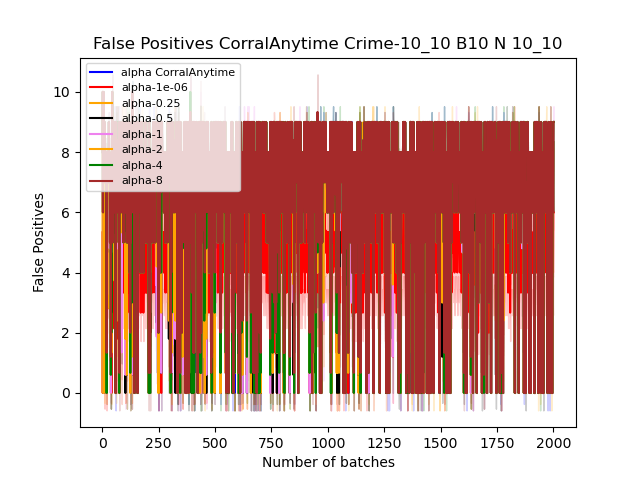 False Positives CorralAnytime Crime-10_10 B10 N 10_10
alpha CorralAnytime
alpha-1e-06
alpha-0.25
alpha-0.5
alpha-1
alpha-2
alpha-4
alpha-8
False Positives
10
8
6
4
2
0
0 250 500 750 1000 1250 1500 1750 2000
Number of batches